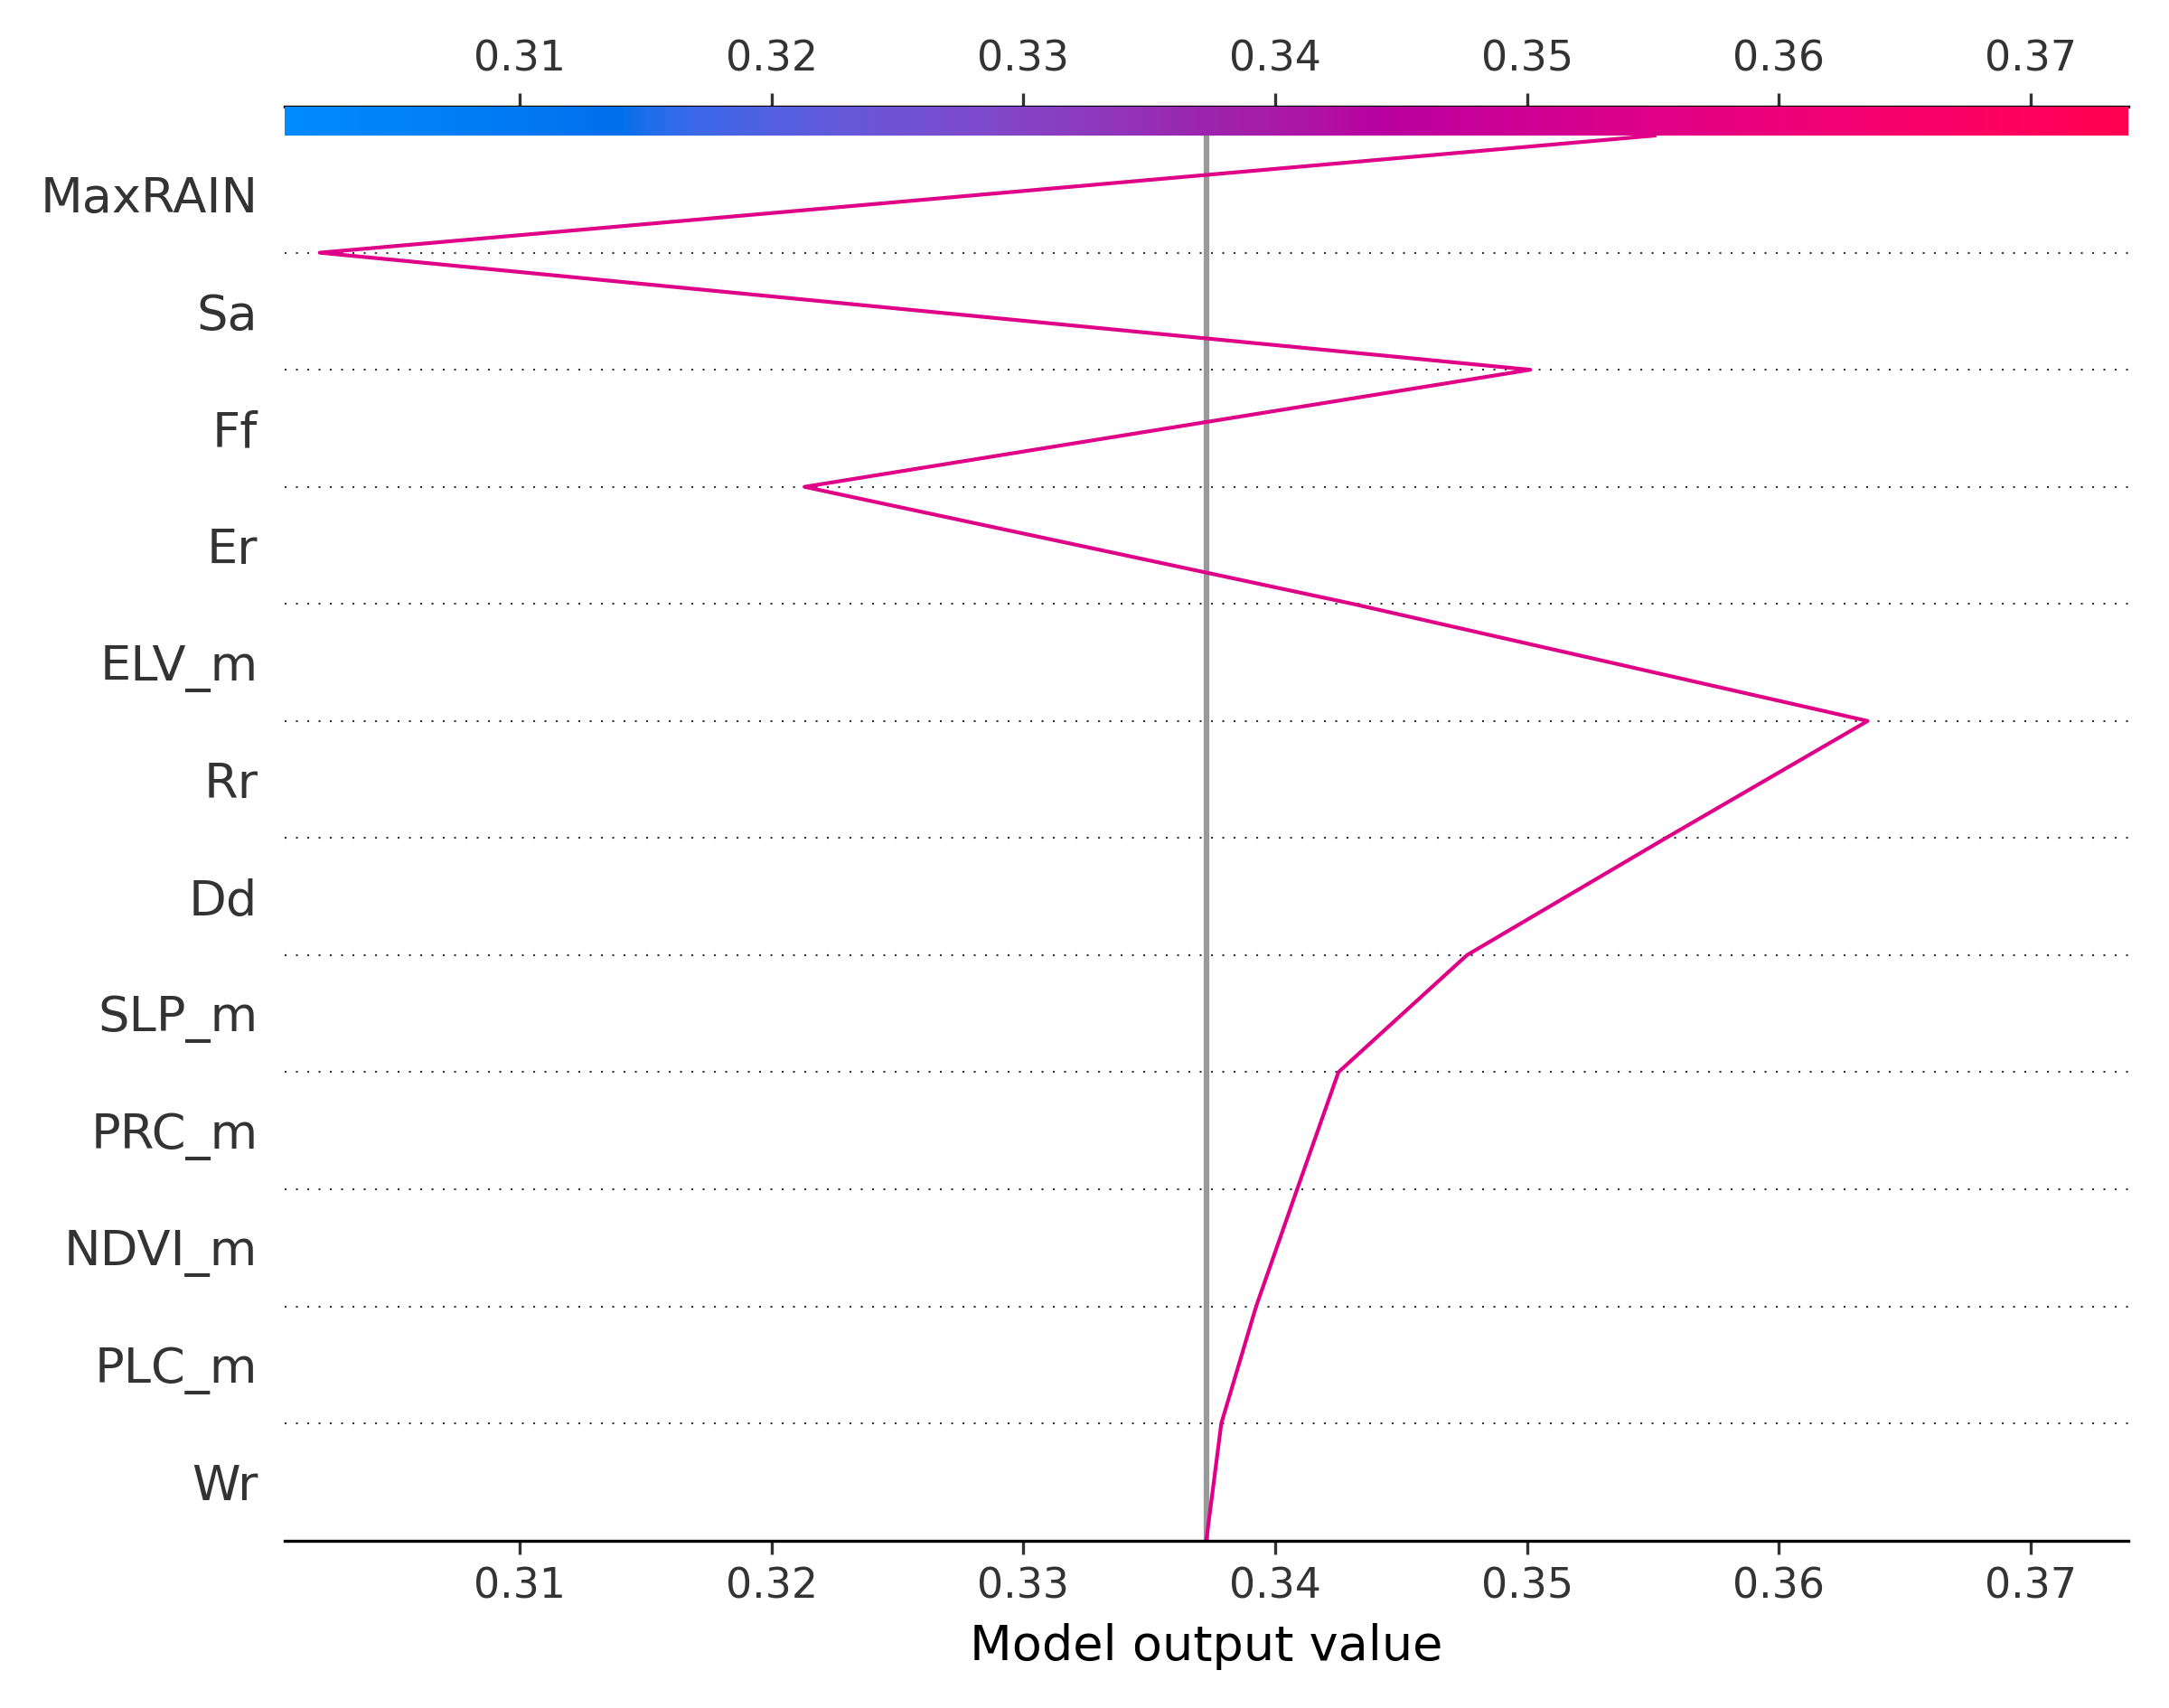 0.31 0.32 0.33 0.34 0.35 0.36 0.37
MaxRAIN
Sa
Ff
Er
ELV_m
Rr
Dd
SLP_m
PRC_m
NDVI_m
PLC_m
Wr
0.31 0.32 0.33 0.34 0.35 0.36 0.37
Model output value